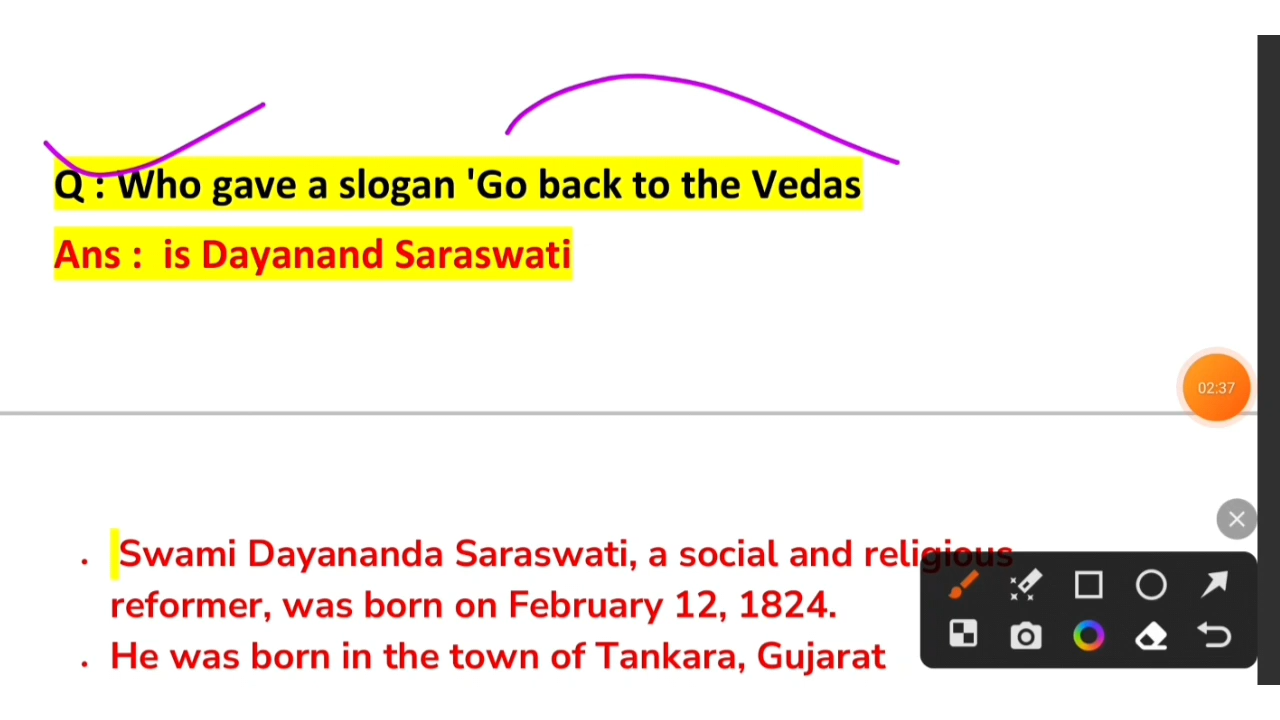 Q : Who gave a slogan 'Go back to the Vedas
Ans :  is Dayanand Saraswati
02:37
. Swami Dayananda Saraswati, a social and religious
reformer, was born on February 12, 1824.
. He was born in the town of Tankara, Gujarat